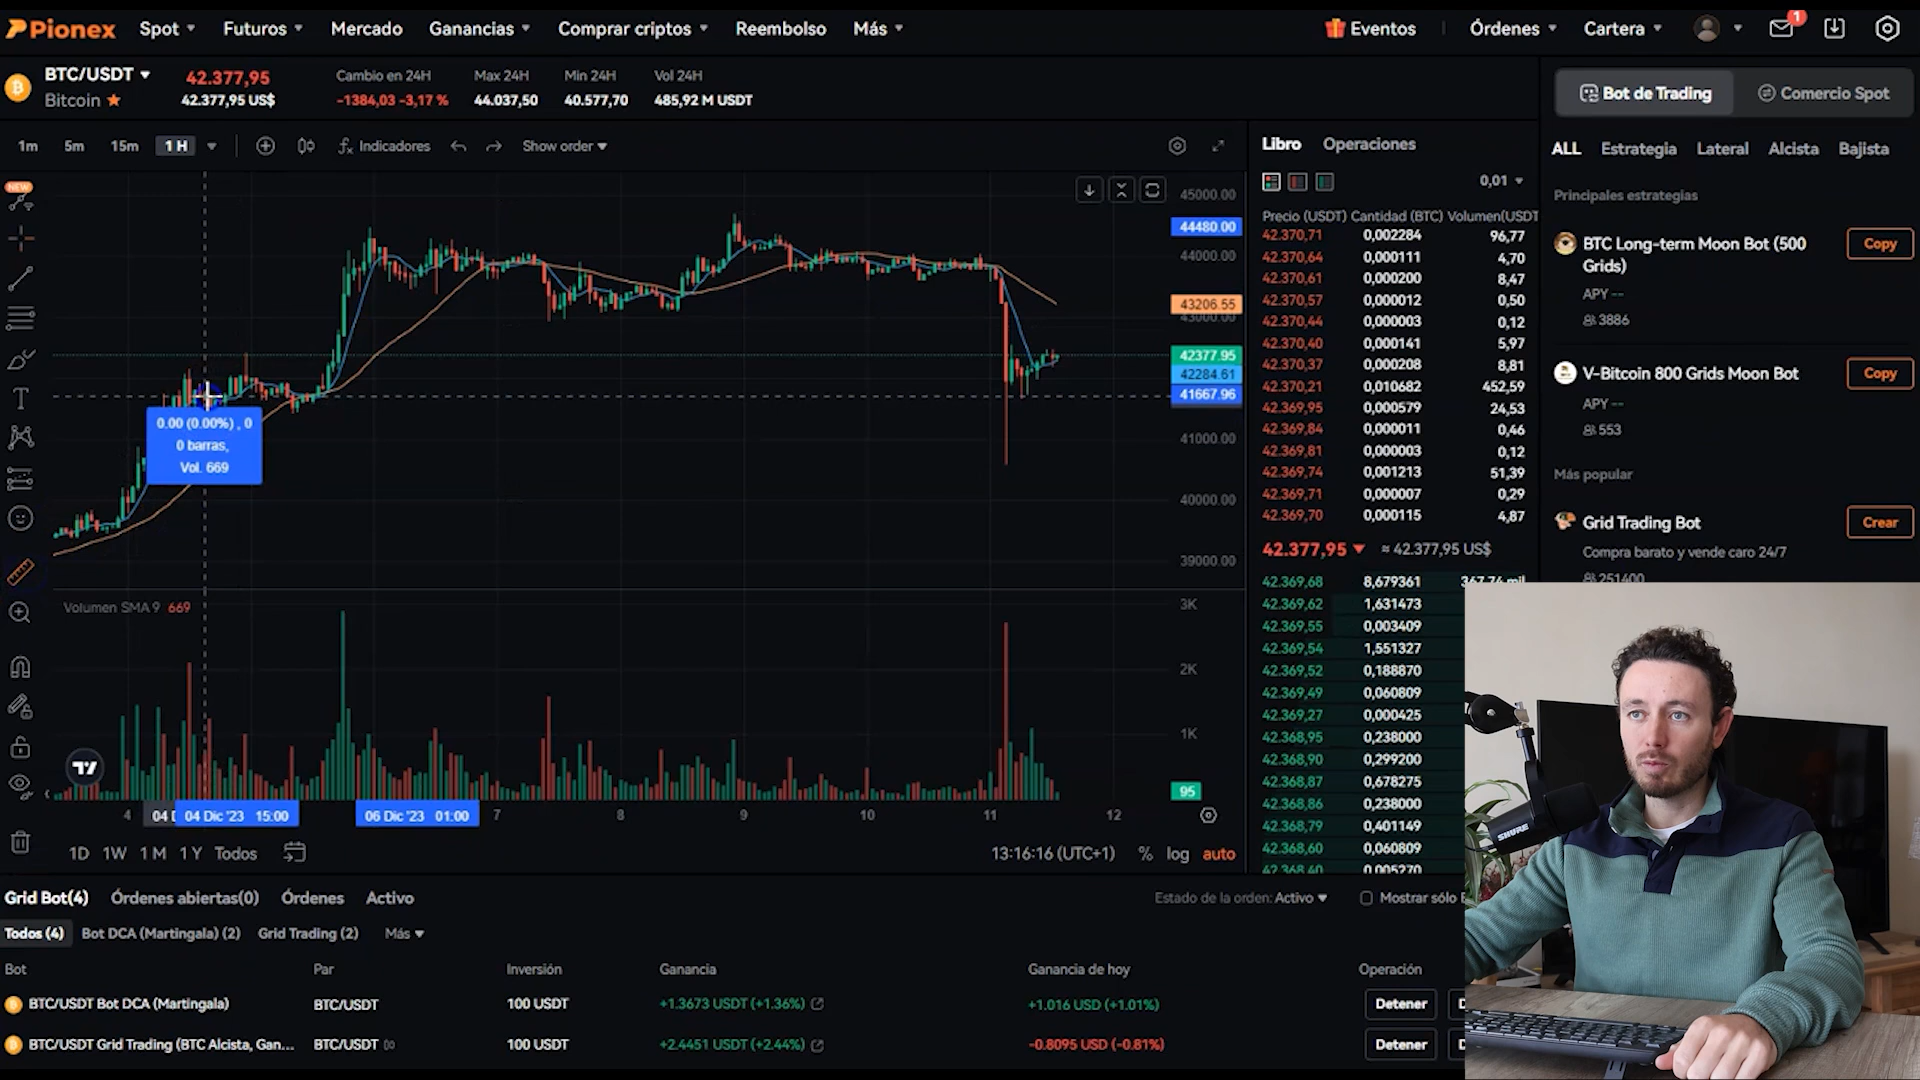 Pionex
Spot
Futuros
Mercado
Ganancias
Comprar criptos
Reembolso
Más
Eventos
Órdenes
Cartera
1
BTC/USDT
Bitcoin
42.377,95
42.377,95 US$
Cambio en 24H
-1384,03 -3,17 %
Max 24H
44.037,50
Min 24H
40.577,70
Vol 24H
485,92 M USDT
Bot de Trading
Comercio Spot
1m
5m
15m
1 H
Indicadores
Show order
Libro
Operaciones
ALL
Estrategia
Lateral
Alcista
Bajista
NEW
0,01
Principales estrategias
Precio (USDT) Cantidad (BTC) Volumen(USDT
42.370,71 0,002284 96,77
42.370,64 0,000111 4,70
42.370,61 0,000200 8,47
42.370,57 0,000012 0,50
42.370,44 0,000003 0,12
42.370,40 0,000141 5,97
42.370,37 0,000208 8,81
42.370,21 0,010682 452,59
42.369,95 0,000579 24,53
42.369,84 0,000011 0,46
42.369,81 0,000003 0,12
42.369,74 0,001213 51,39
42.369,71 0,000007 0,29
42.369,70 0,000115 4,87
42.377,95 ≈ 42.377,95 US$
42.369,68 8,679361
42.369,62 1,631473
42.369,55 0,003409
42.369,54 1,551327
42.369,52 0,188870
42.369,49 0,060809
42.369,27 0,000425
42.368,95 0,238000
42.368,90 0,299200
42.368,87 0,678275
42.368,86 0,238000
42.368,79 0,401149
42.368,60 0,060809
42.368,40 0,005270
BTC Long-term Moon Bot (500
Grids)
Copy
APY --
3886
V-Bitcoin 800 Grids Moon Bot
Copy
APY --
553
Más popular
Grid Trading Bot
Crear
Compra barato y vende caro 24/7
251400
45000.00
44480.00
44000.00
43206.55
43000.00
42377.95
42284.61
41667.96
41000.00
40000.00
39000.00
0.00 (0.00%) , 0
0 barras,
Vol. 669
Volumen SMA 9 669
3K
2K
1K
95
4
04 D
04 Dic '23 15:00
06 Dic '23 01:00
7
8
9
10
11
12
1D
1W
1 M
1 Y
Todos
13:16:16 (UTC+1)
%
log
auto
Grid Bot(4)
Órdenes abiertas(0)
Órdenes
Activo
Estado de la orden: Activo
Mostrar sólo
Todos (4)
Bot DCA (Martingala) (2)
Grid Trading (2)
Más
Bot
Par
Inversión
Ganancia
Ganancia de hoy
Operación
BTC/USDT Bot DCA (Martingala)
BTC/USDT
100 USDT
+1.3673 USDT (+1.36%)
+1.016 USD (+1.01%)
Detener
D
BTC/USDT Grid Trading (BTC Alcista, Gan...
BTC/USDT
100 USDT
+2.4451 USDT (+2.44%)
-0.8095 USD (-0.81%)
Detener
D
SHURE